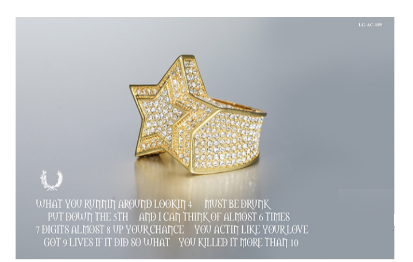 WHAT YOU RUNNIN AROUND LOOKIN 4 MUST BE DRUNK
PUT DOWN THE 5TH AND I CAN THINK OF ALMOST 6 TIMES
7 DIGITS ALMOST 8 UP YOUR CHANCE YOU ACTIN LIKE YOUR LOVE
GOT 9 LIVES IF IT DID SO WHAT YOU KILLED IT MORE THAN 10